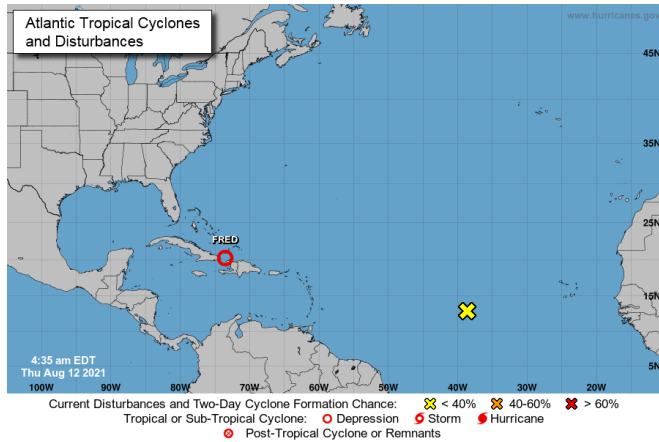 Atlantic Tropical Cyclones
and Disturbances
www.hurricanes.gov
45N
35N
25N
FRED
15N
4:35 am EDT
Thu Aug 12 2021
5N
100W 90W 80W 70W 60W 50W 40W 30W 20W 10W
Current Disturbances and Two-Day Cyclone Formation Chance: < 40% 40-60% > 60%
Tropical or Sub-Tropical Cyclone: Depression Storm Hurricane
Post-Tropical Cyclone or Remnants